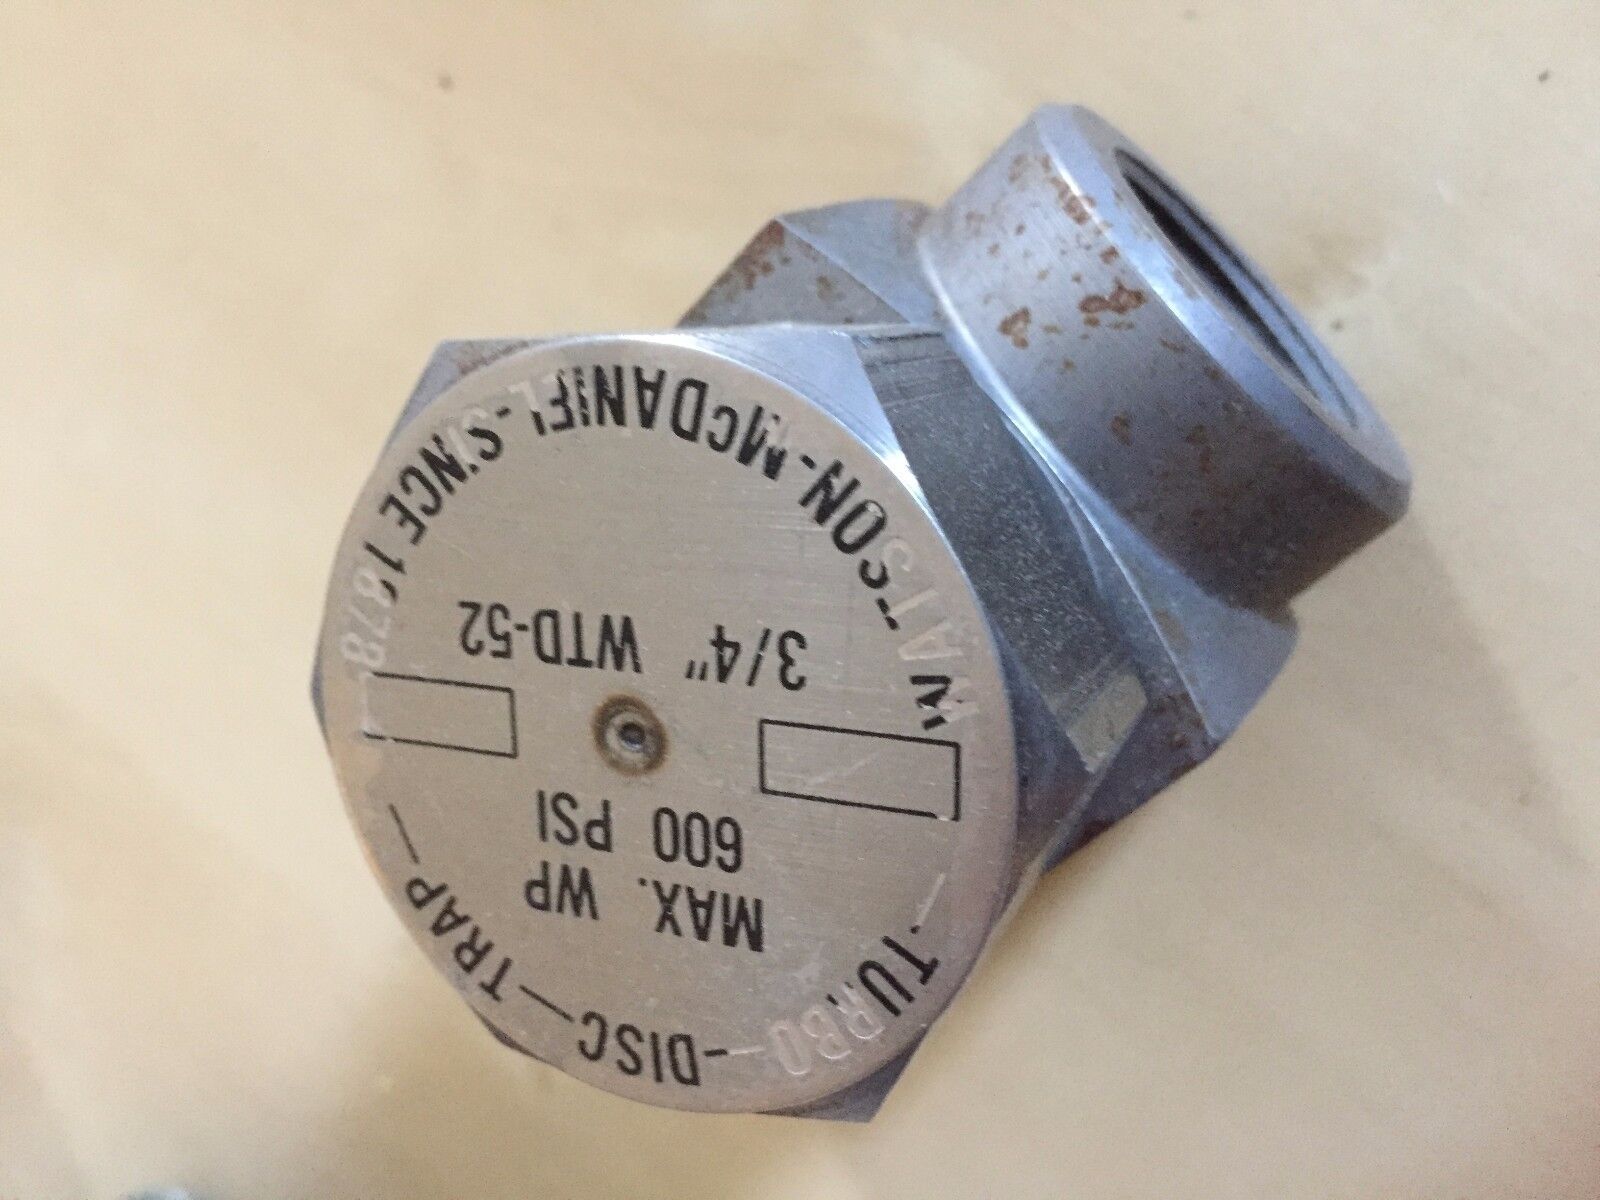 WATSON-McDANIEL-SINCE 1878
3/4" WTD-52
MAX. WP
600 PSI
—TURBO--DISC—TRAP—